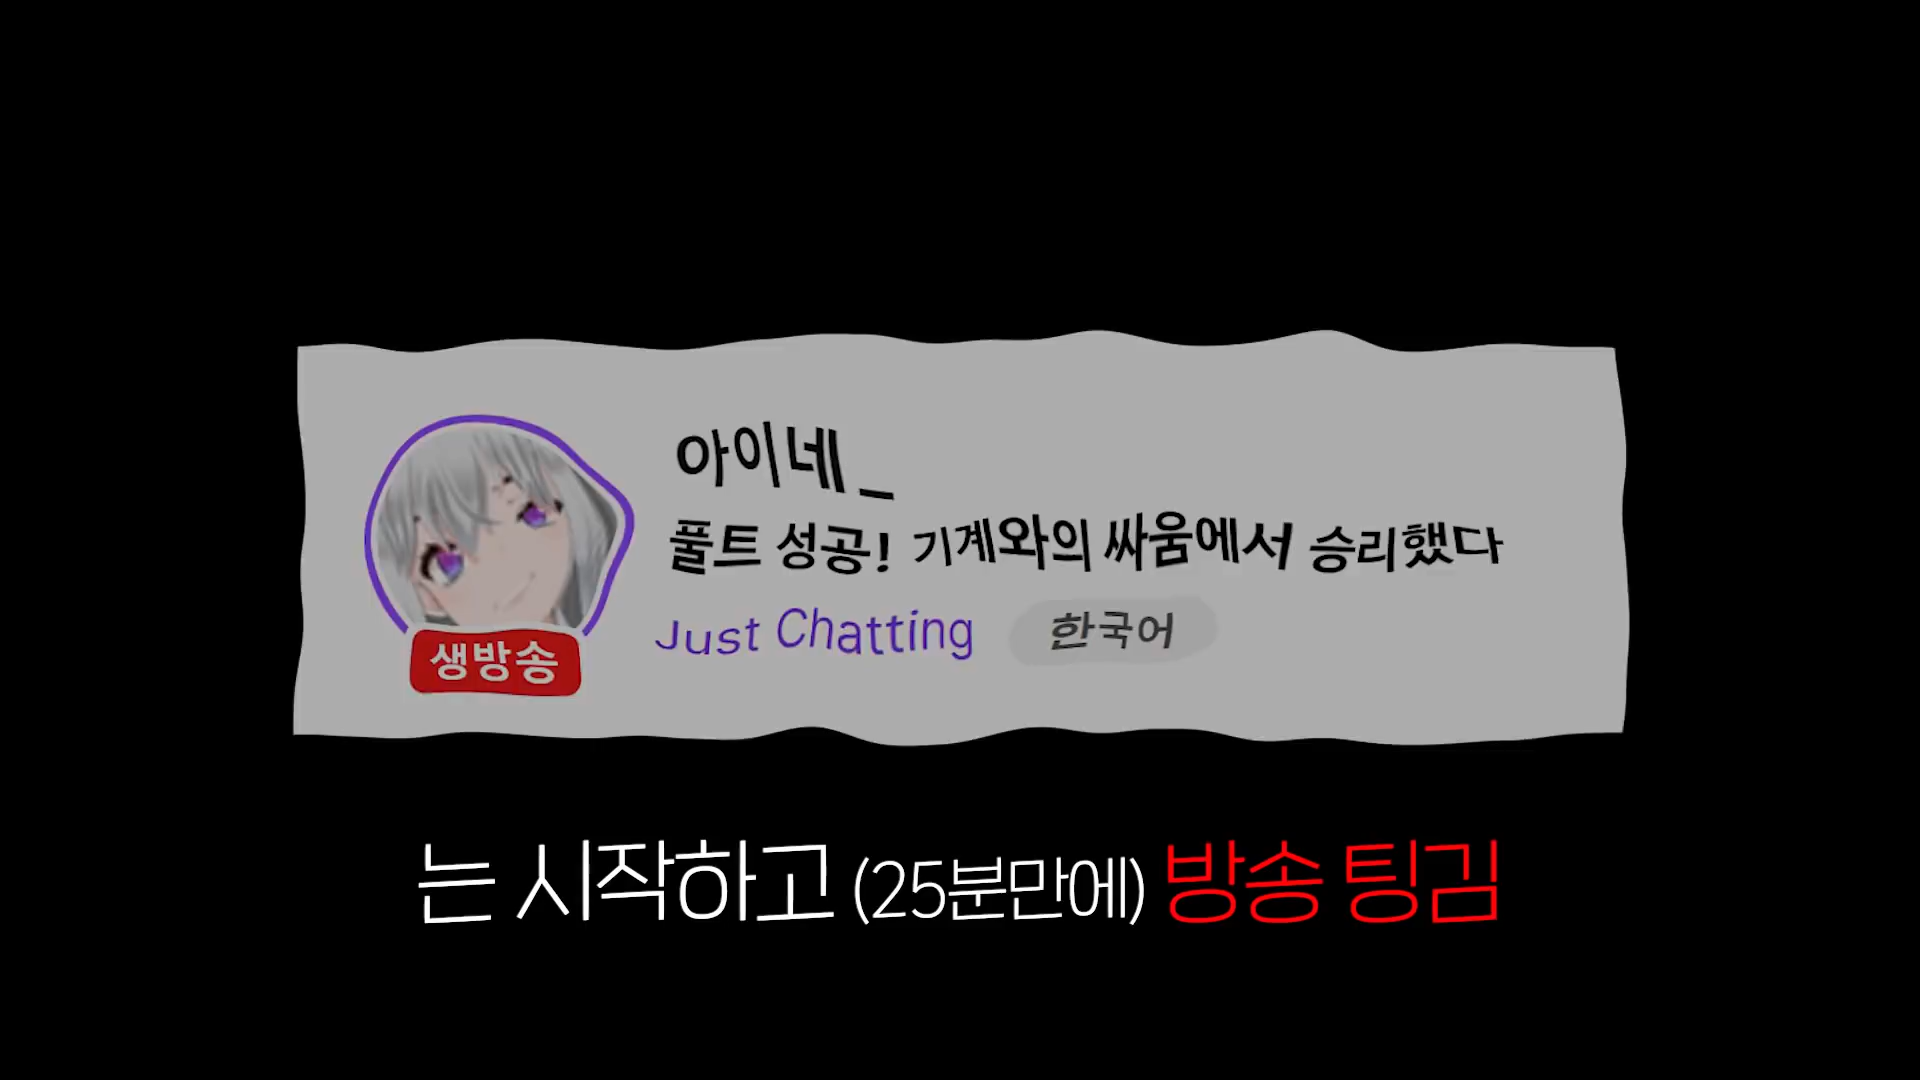 아이네_
풀트 성공! 기계와의 싸움에서 승리했다
Just Chatting 한국어
생방송
는 시작하고 (25분만에) 방송 팅김